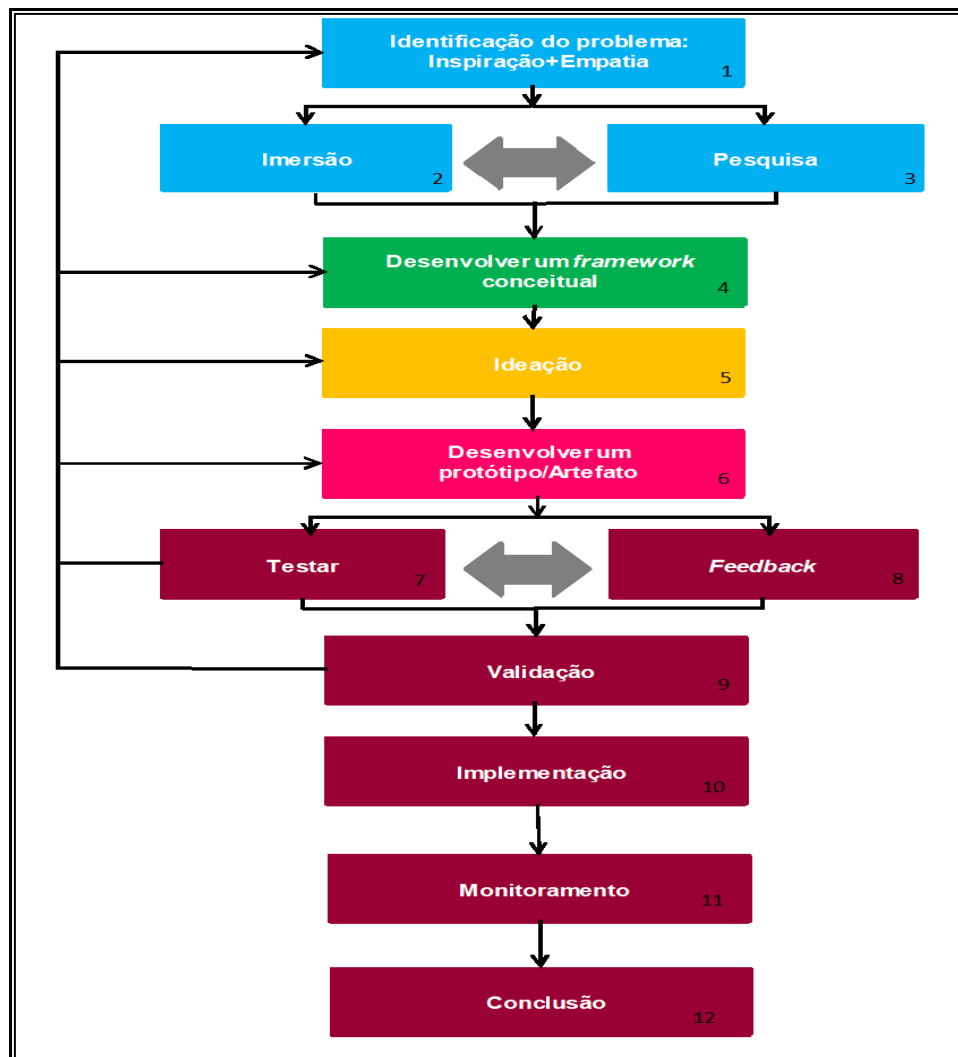 Identificação do problema:
Inspiração+Empatia
1
Imersão
2
Pesquisa
3
Desenvolver um framework
conceitual
4
Ideação
5
Desenvolver um
protótipo/Artefato
6
Testar
7
Feedback
8
Validação
9
Implementação
10
Monitoramento
11
Conclusão
12